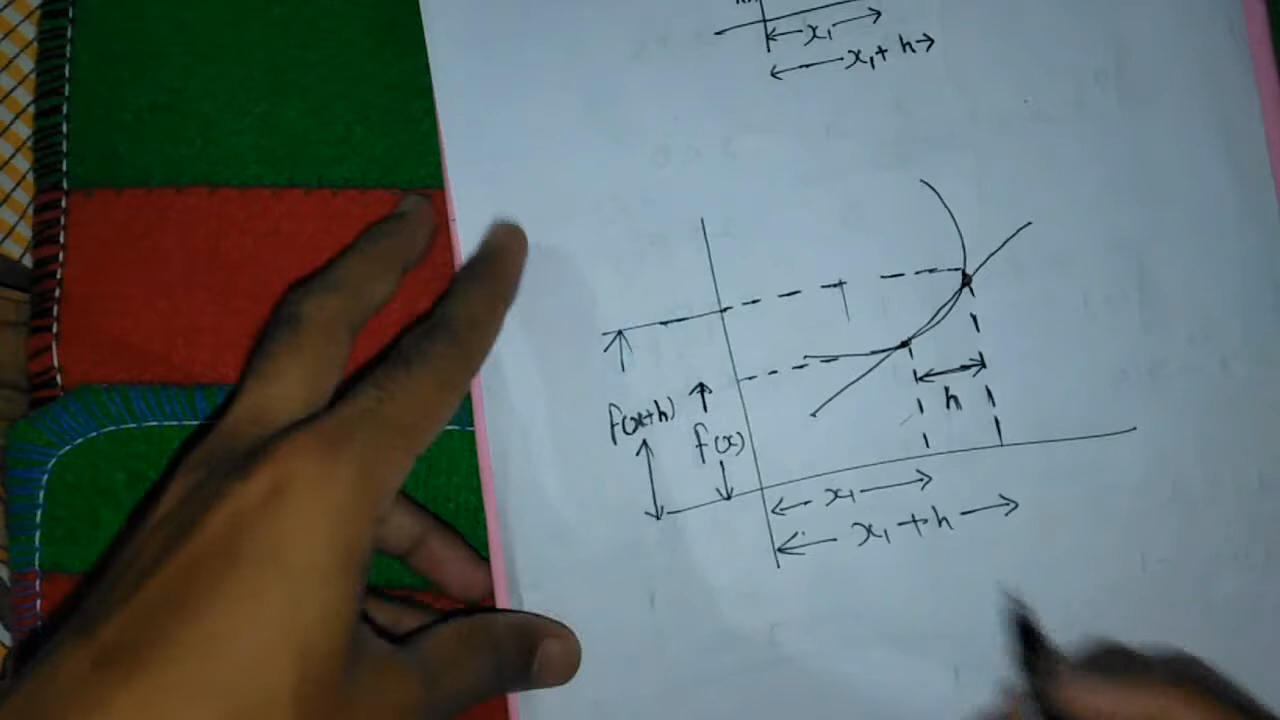 x₁
x₁ + h
f(x+h)
f(x)
h
x₁
x₁ + h